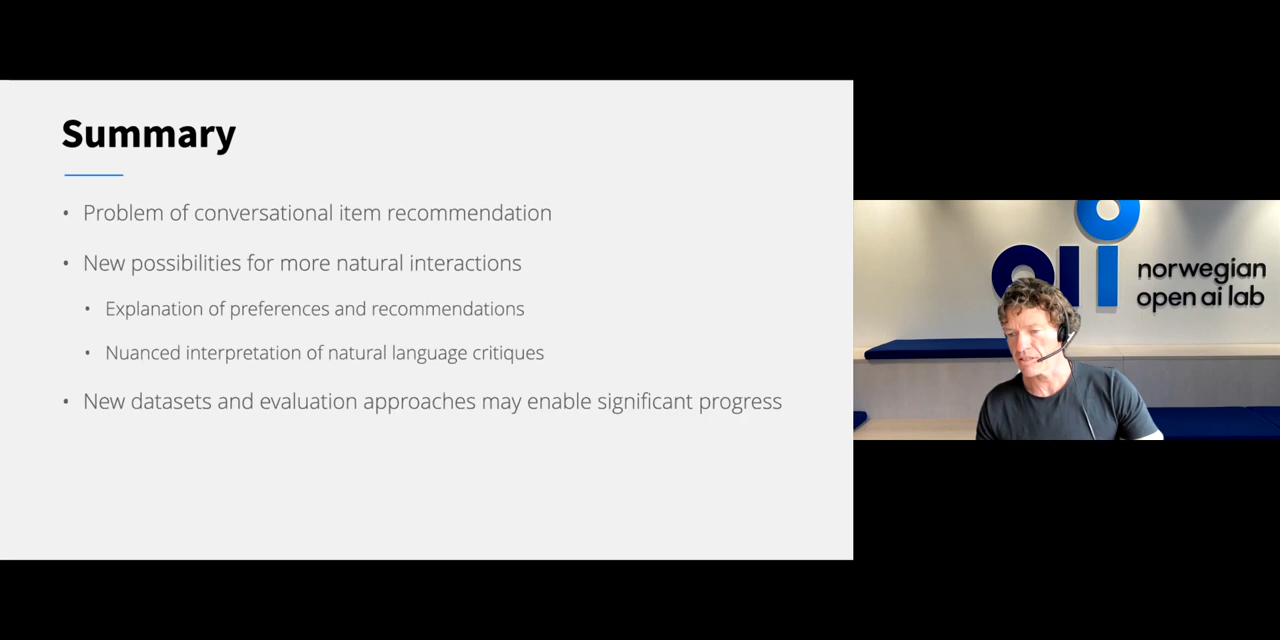 Summary
• Problem of conversational item recommendation
• New possibilities for more natural interactions
• Explanation of preferences and recommendations
• Nuanced interpretation of natural language critiques
• New datasets and evaluation approaches may enable significant progress
norwegian
open ai lab